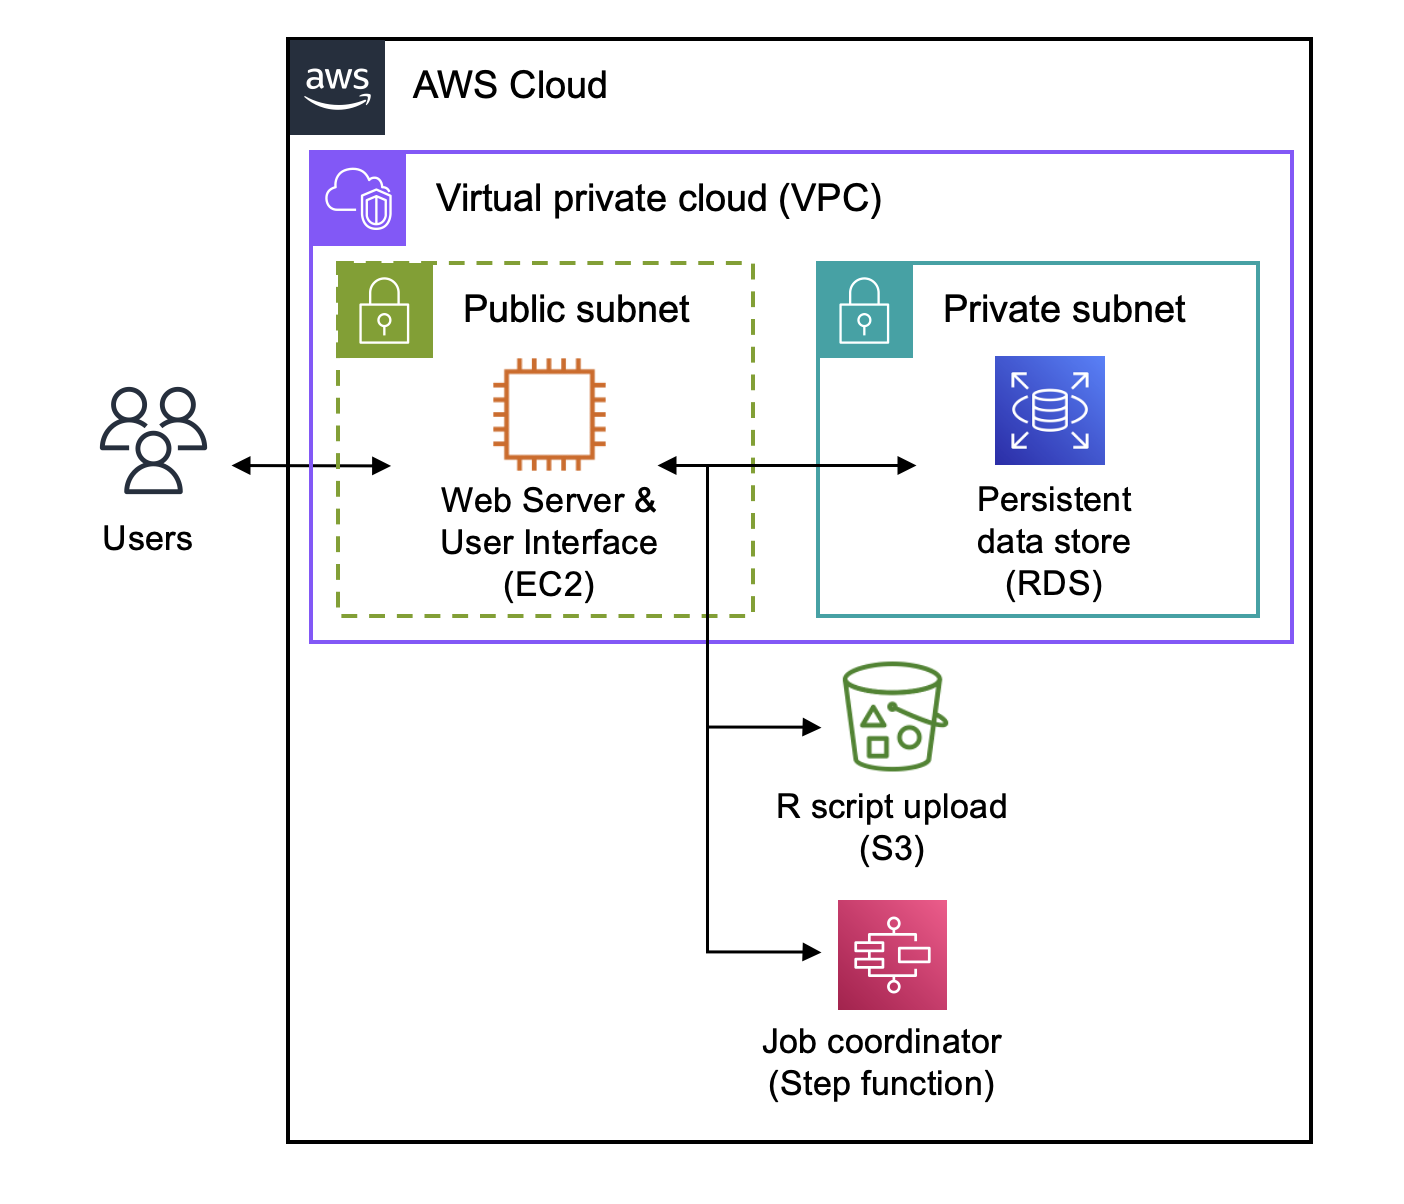 aws
AWS Cloud
Virtual private cloud (VPC)
Public subnet
Private subnet
Users
Web Server &
User Interface
(EC2)
Persistent
data store
(RDS)
R script upload
(S3)
Job coordinator
(Step function)